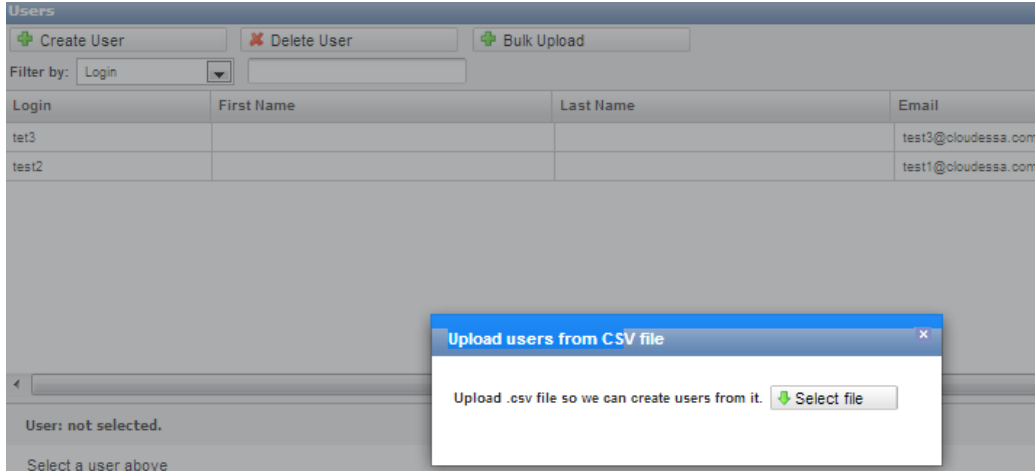 Users
Create User Delete User Bulk Upload
Filter by: Login
Login First Name Last Name Email
tet3 test3@cloudessa.com
test2 test1@cloudessa.com
Upload users from CSV file
Upload .csv file so we can create users from it. Select file
User: not selected.
Select a user above